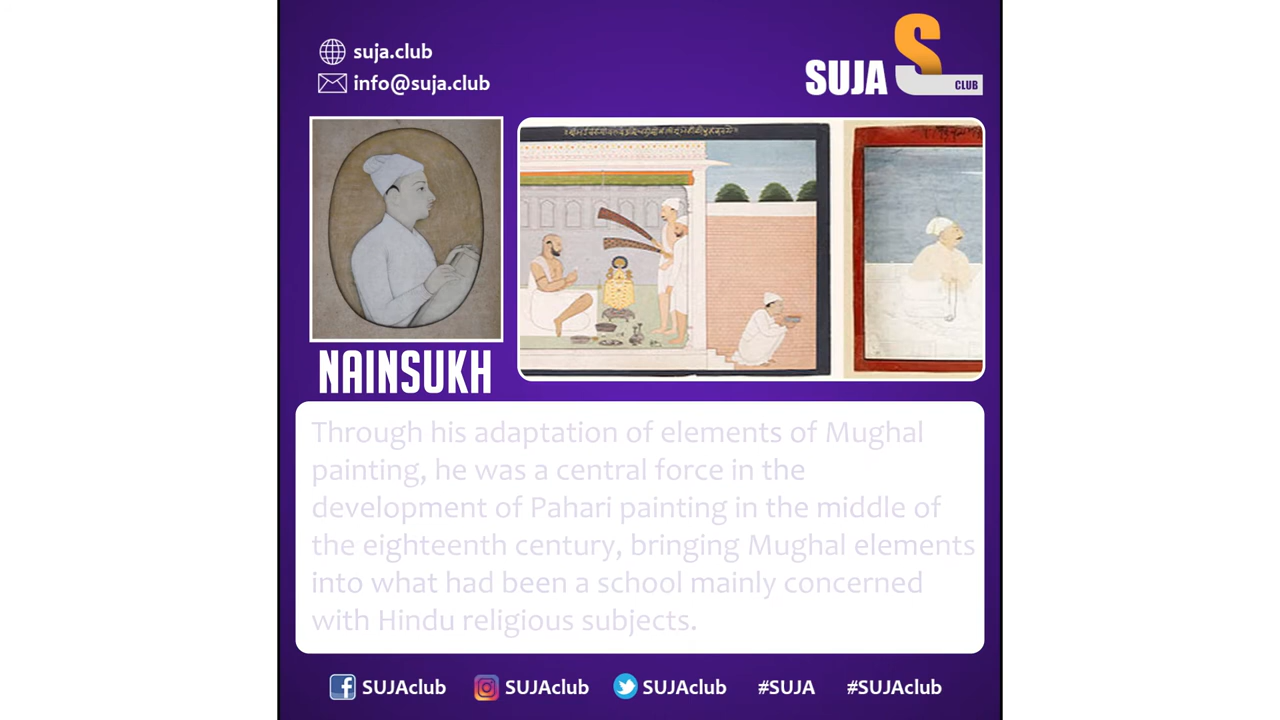 suja.club
info@suja.club
SUJA
S
CLUB
NAINSUKH
Through his adaptation of elements of Mughal
painting, he was a central force in the
development of Pahari painting in the middle of
the eighteenth century, bringing Mughal elements
into what had been a school mainly concerned
with Hindu religious subjects.
SUJAclub SUJAclub SUJAclub #SUJA #SUJAclub